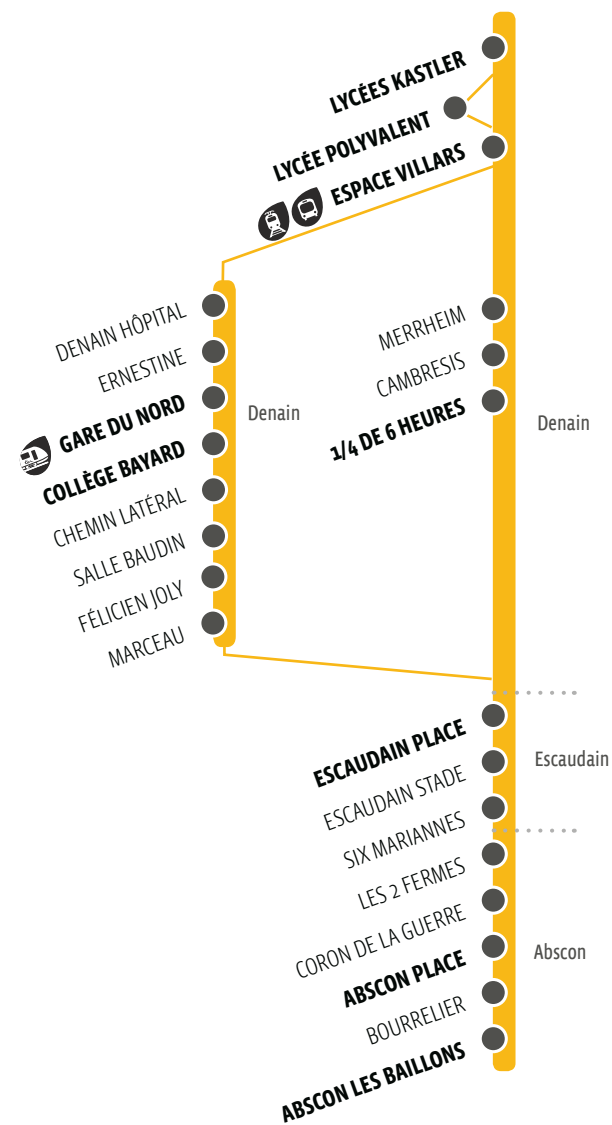 LYCÉES KASTLER
LYCÉE POLYVALENT
ESPACE VILLARS
DENAIN HÔPITAL
ERNESTINE
GARE DU NORD
COLLÈGE BAYARD
CHEMIN LATÉRAL
SALLE BAUDIN
FÉLICIEN JOLY
MARCEAU
Denain
MERRHEIM
CAMBRESIS
1/4 DE 6 HEURES
Denain
ESCAUDAIN PLACE
ESCAUDAIN STADE
SIX MARIANNES
Escaudain
LES 2 FERMES
CORON DE LA GUERRE
ABSCON PLACE
BOURRELIER
ABSCON LES BAILLONS
Abscon